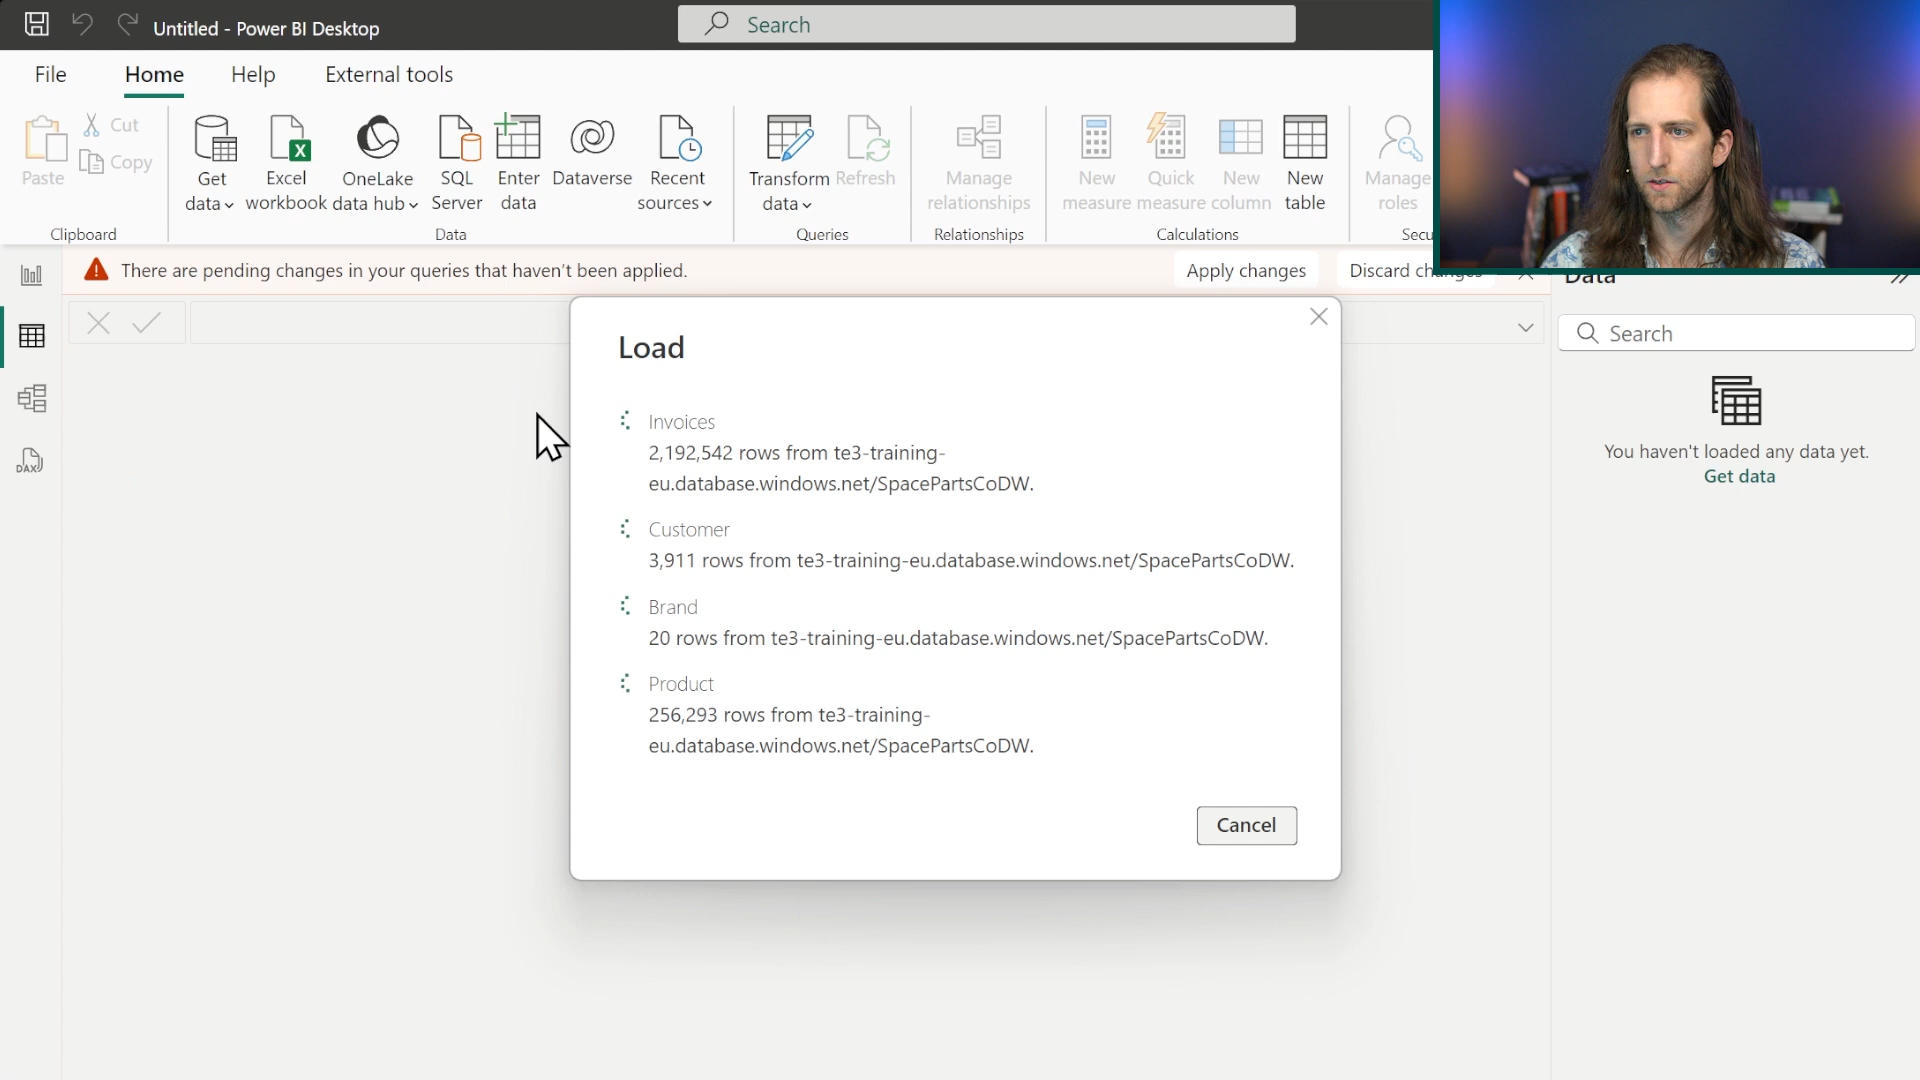 Untitled - Power BI Desktop
Search
File
Home
Help
External tools
Paste
Cut
Copy
Clipboard
Get data
Excel workbook
OneLake data hub
SQL Server
Enter data
Dataverse
Recent sources
Data
Transform data
Refresh
Queries
Manage relationships
Relationships
New measure
Quick measure
New column
New table
Calculations
Manage roles
There are pending changes in your queries that haven't been applied.
Apply changes
Discard changes
Data
Search
You haven't loaded any data yet.
Get data
DAX
Load
Invoices
2,192,542 rows from te3-training-
eu.database.windows.net/SpacePartsCoDW.
Customer
3,911 rows from te3-training-eu.database.windows.net/SpacePartsCoDW.
Brand
20 rows from te3-training-eu.database.windows.net/SpacePartsCoDW.
Product
256,293 rows from te3-training-
eu.database.windows.net/SpacePartsCoDW.
Cancel